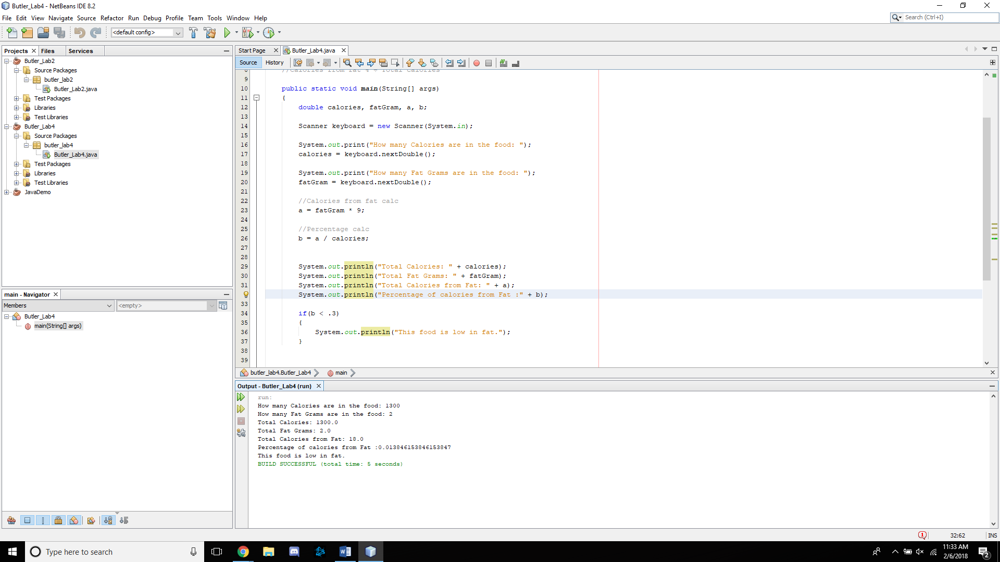 Butler_Lab4 - NetBeans IDE 8.2
File Edit View Navigate Source Refactor Run Debug Profile Team Tools Window Help
Search (Ctrl+I)
<default config>
Projects Files Services
Butler_Lab2
Source Packages
butler_lab2
Butler_Lab2.java
Test Packages
Libraries
Test Libraries
Butler_Lab4
Source Packages
butler_lab4
Butler_Lab4.java
Test Packages
Libraries
Test Libraries
JavaDemo
main - Navigator
Members <empty>
Butler_Lab4
main(String[] args)
Start Page Butler_Lab4.java
Source History
9
10 public static void main(String[] args)
11 {
12 double calories, fatGram, a, b;
13
14 Scanner keyboard = new Scanner(System.in);
15
16 System.out.print("How many Calories are in the food: ");
17 calories = keyboard.nextDouble();
18
19 System.out.print("How many Fat Grams are in the food: ");
20 fatGram = keyboard.nextDouble();
21
22 //Calories from fat calc
23 a = fatGram * 9;
24
25 //Percentage calc
26 b = a / calories;
27
28
29 System.out.println("Total Calories: " + calories);
30 System.out.println("Total Fat Grams: " + fatGram);
31 System.out.println("Total Calories from Fat: " + a);
System.out.println("Percentage of calories from Fat :" + b);
33
34 if(b < .3)
35 {
36 System.out.println("This food is low in fat.");
37 }
38
39
butler_lab4.Butler_Lab4 main
Output - Butler_Lab4 (run)
run:
How many Calories are in the food: 1300
How many Fat Grams are in the food: 2
Total Calories: 1300.0
Total Fat Grams: 2.0
Total Calories from Fat: 18.0
Percentage of calories from Fat :0.013846153846153847
This food is low in fat.
BUILD SUCCESSFUL (total time: 5 seconds)
1 32:62 INS
Type here to search
11:33 AM
2/6/2018
2